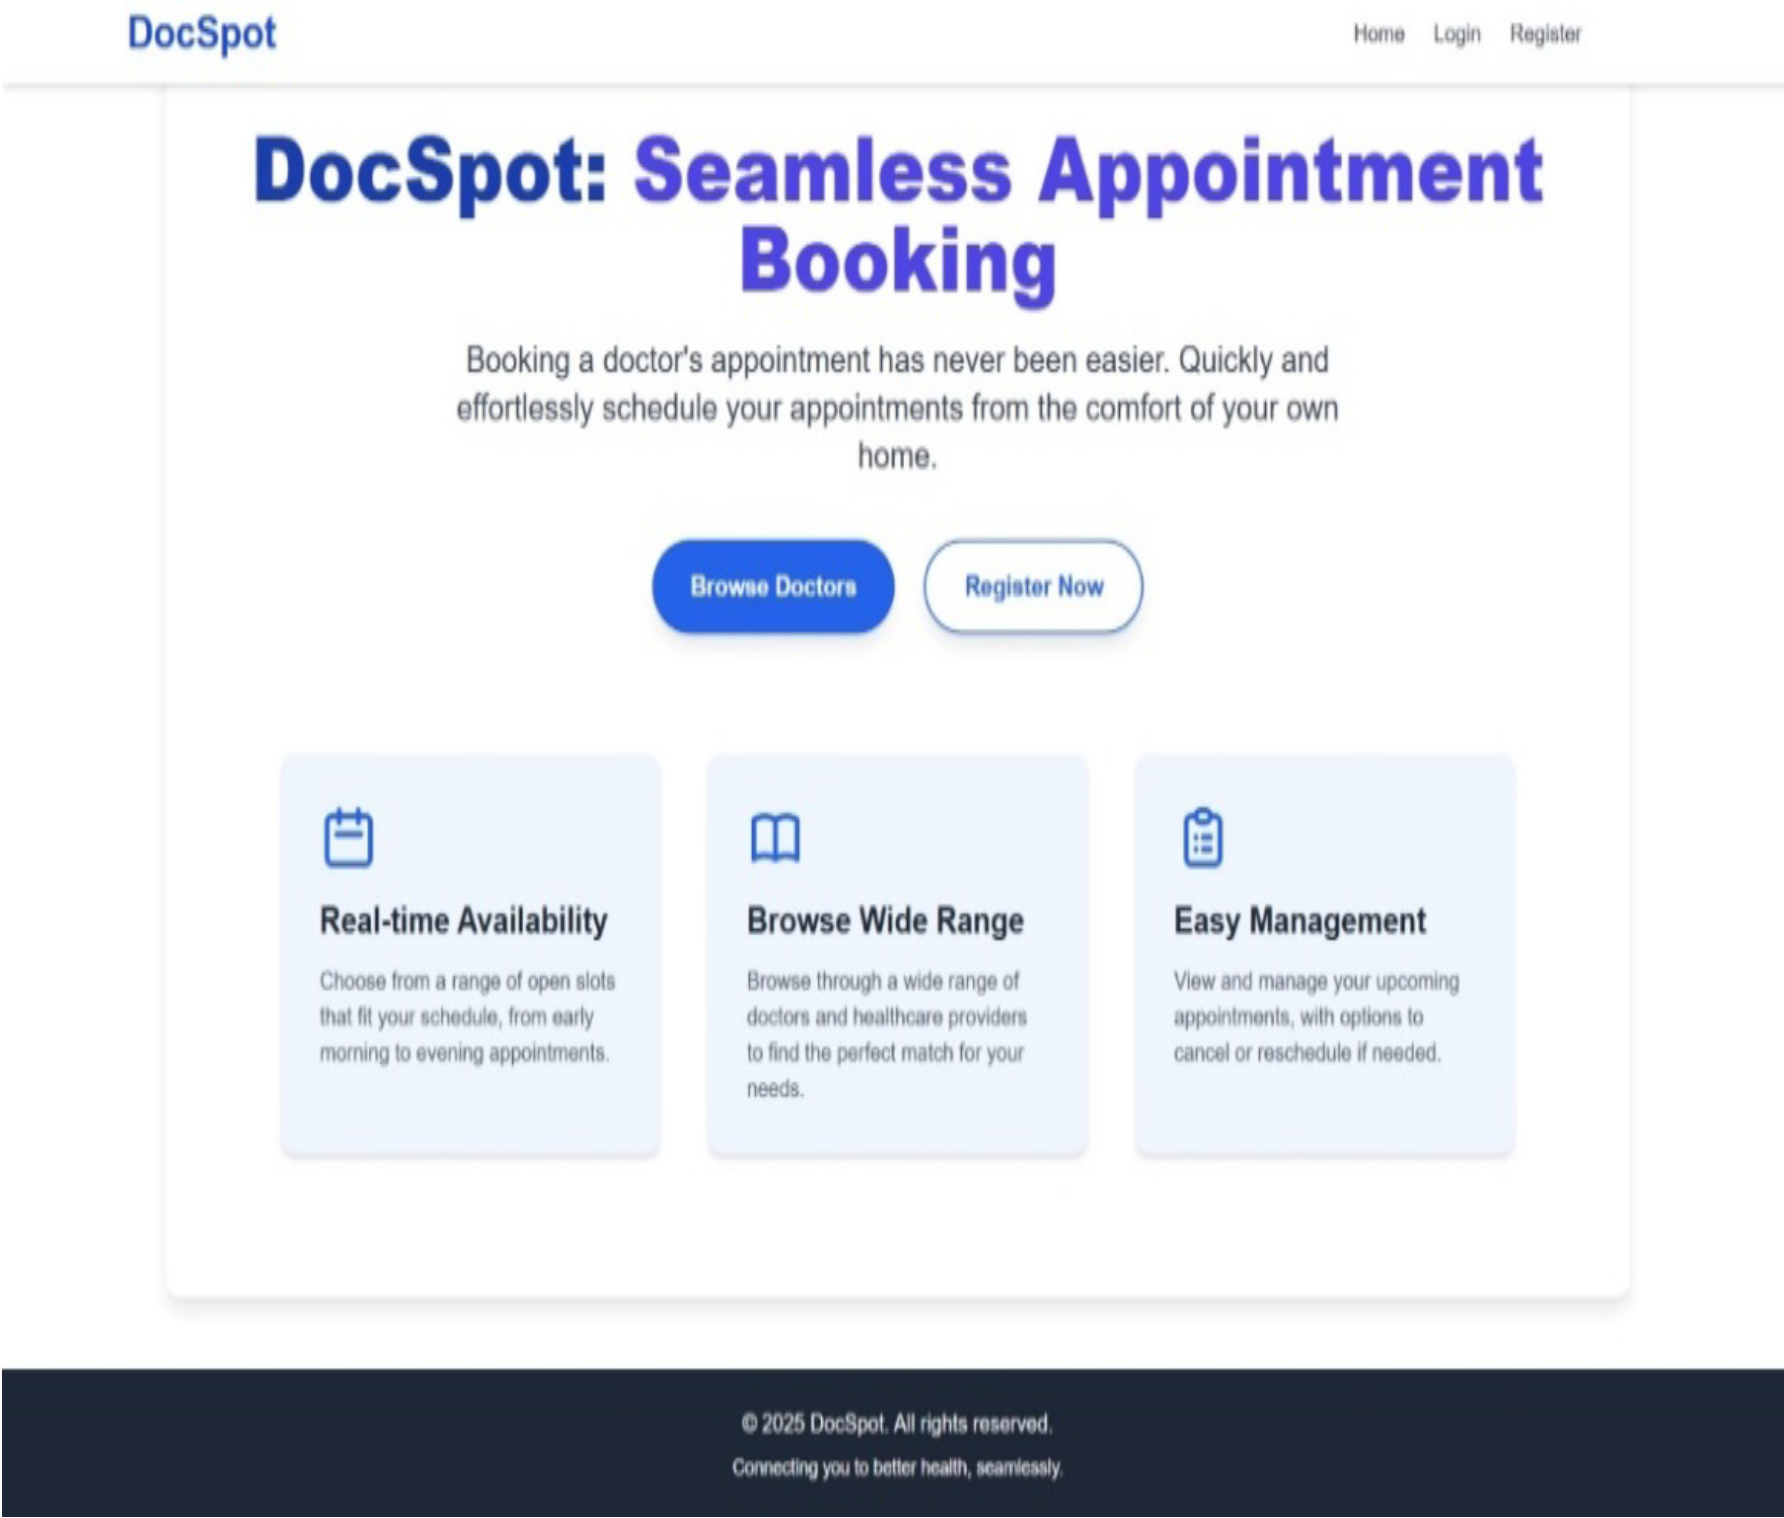 DocSpot
Home Login Register
DocSpot: Seamless Appointment
Booking
Booking a doctor's appointment has never been easier. Quickly and
effortlessly schedule your appointments from the comfort of your own
home.
Browse Doctors
Register Now
Real-time Availability
Choose from a range of open slots
that fit your schedule, from early
morning to evening appointments.
Browse Wide Range
Browse through a wide range of
doctors and healthcare providers
to find the perfect match for your
needs.
Easy Management
View and manage your upcoming
appointments, with options to
cancel or reschedule if needed.
© 2025 DocSpot. All rights reserved.
Connecting you to better health, seamlessly.